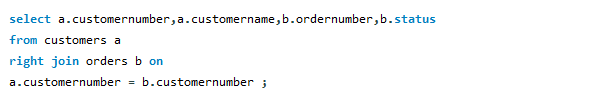 select a.customernumber,a.customername,b.ordernumber,b.status
from customers a
right join orders b on
a.customernumber = b.customernumber ;